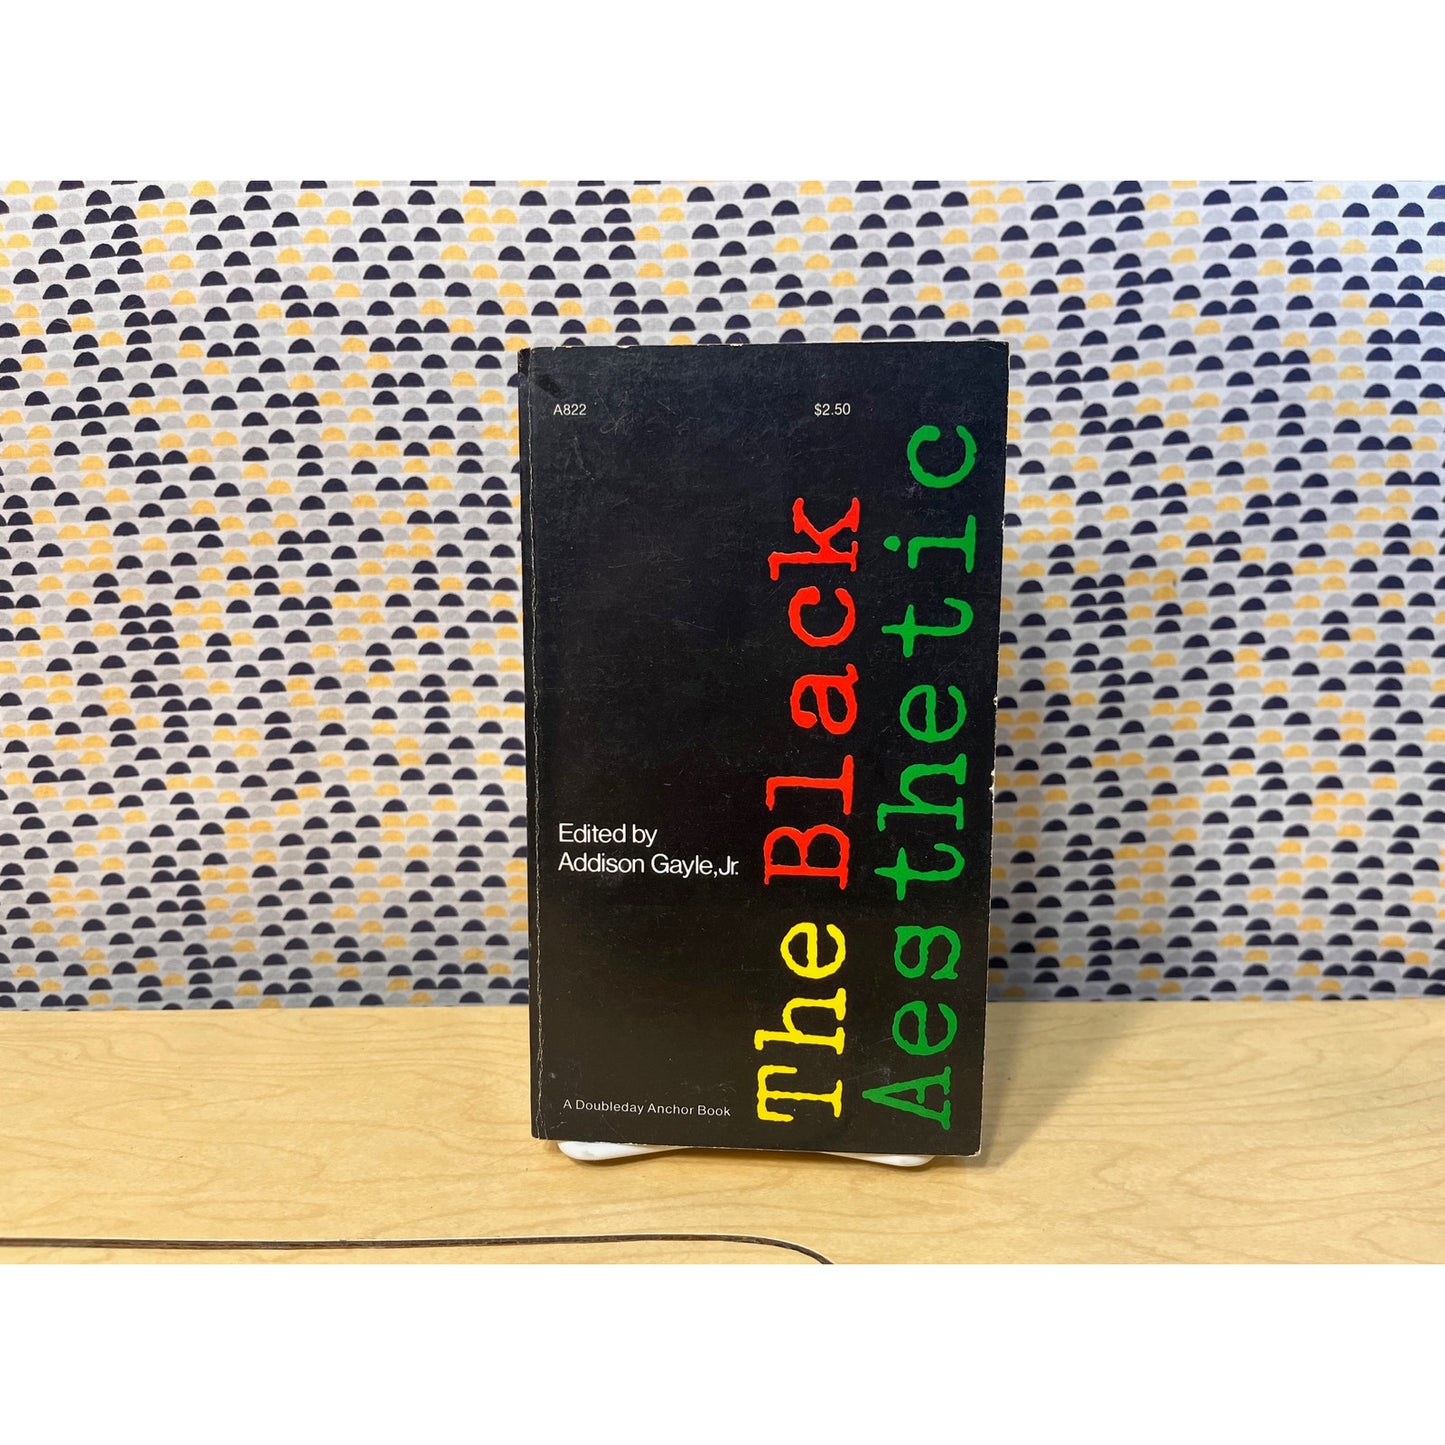 A822
$2.50
The Black
Aesthetic
Edited by
Addison Gayle, Jr.
A Doubleday Anchor Book